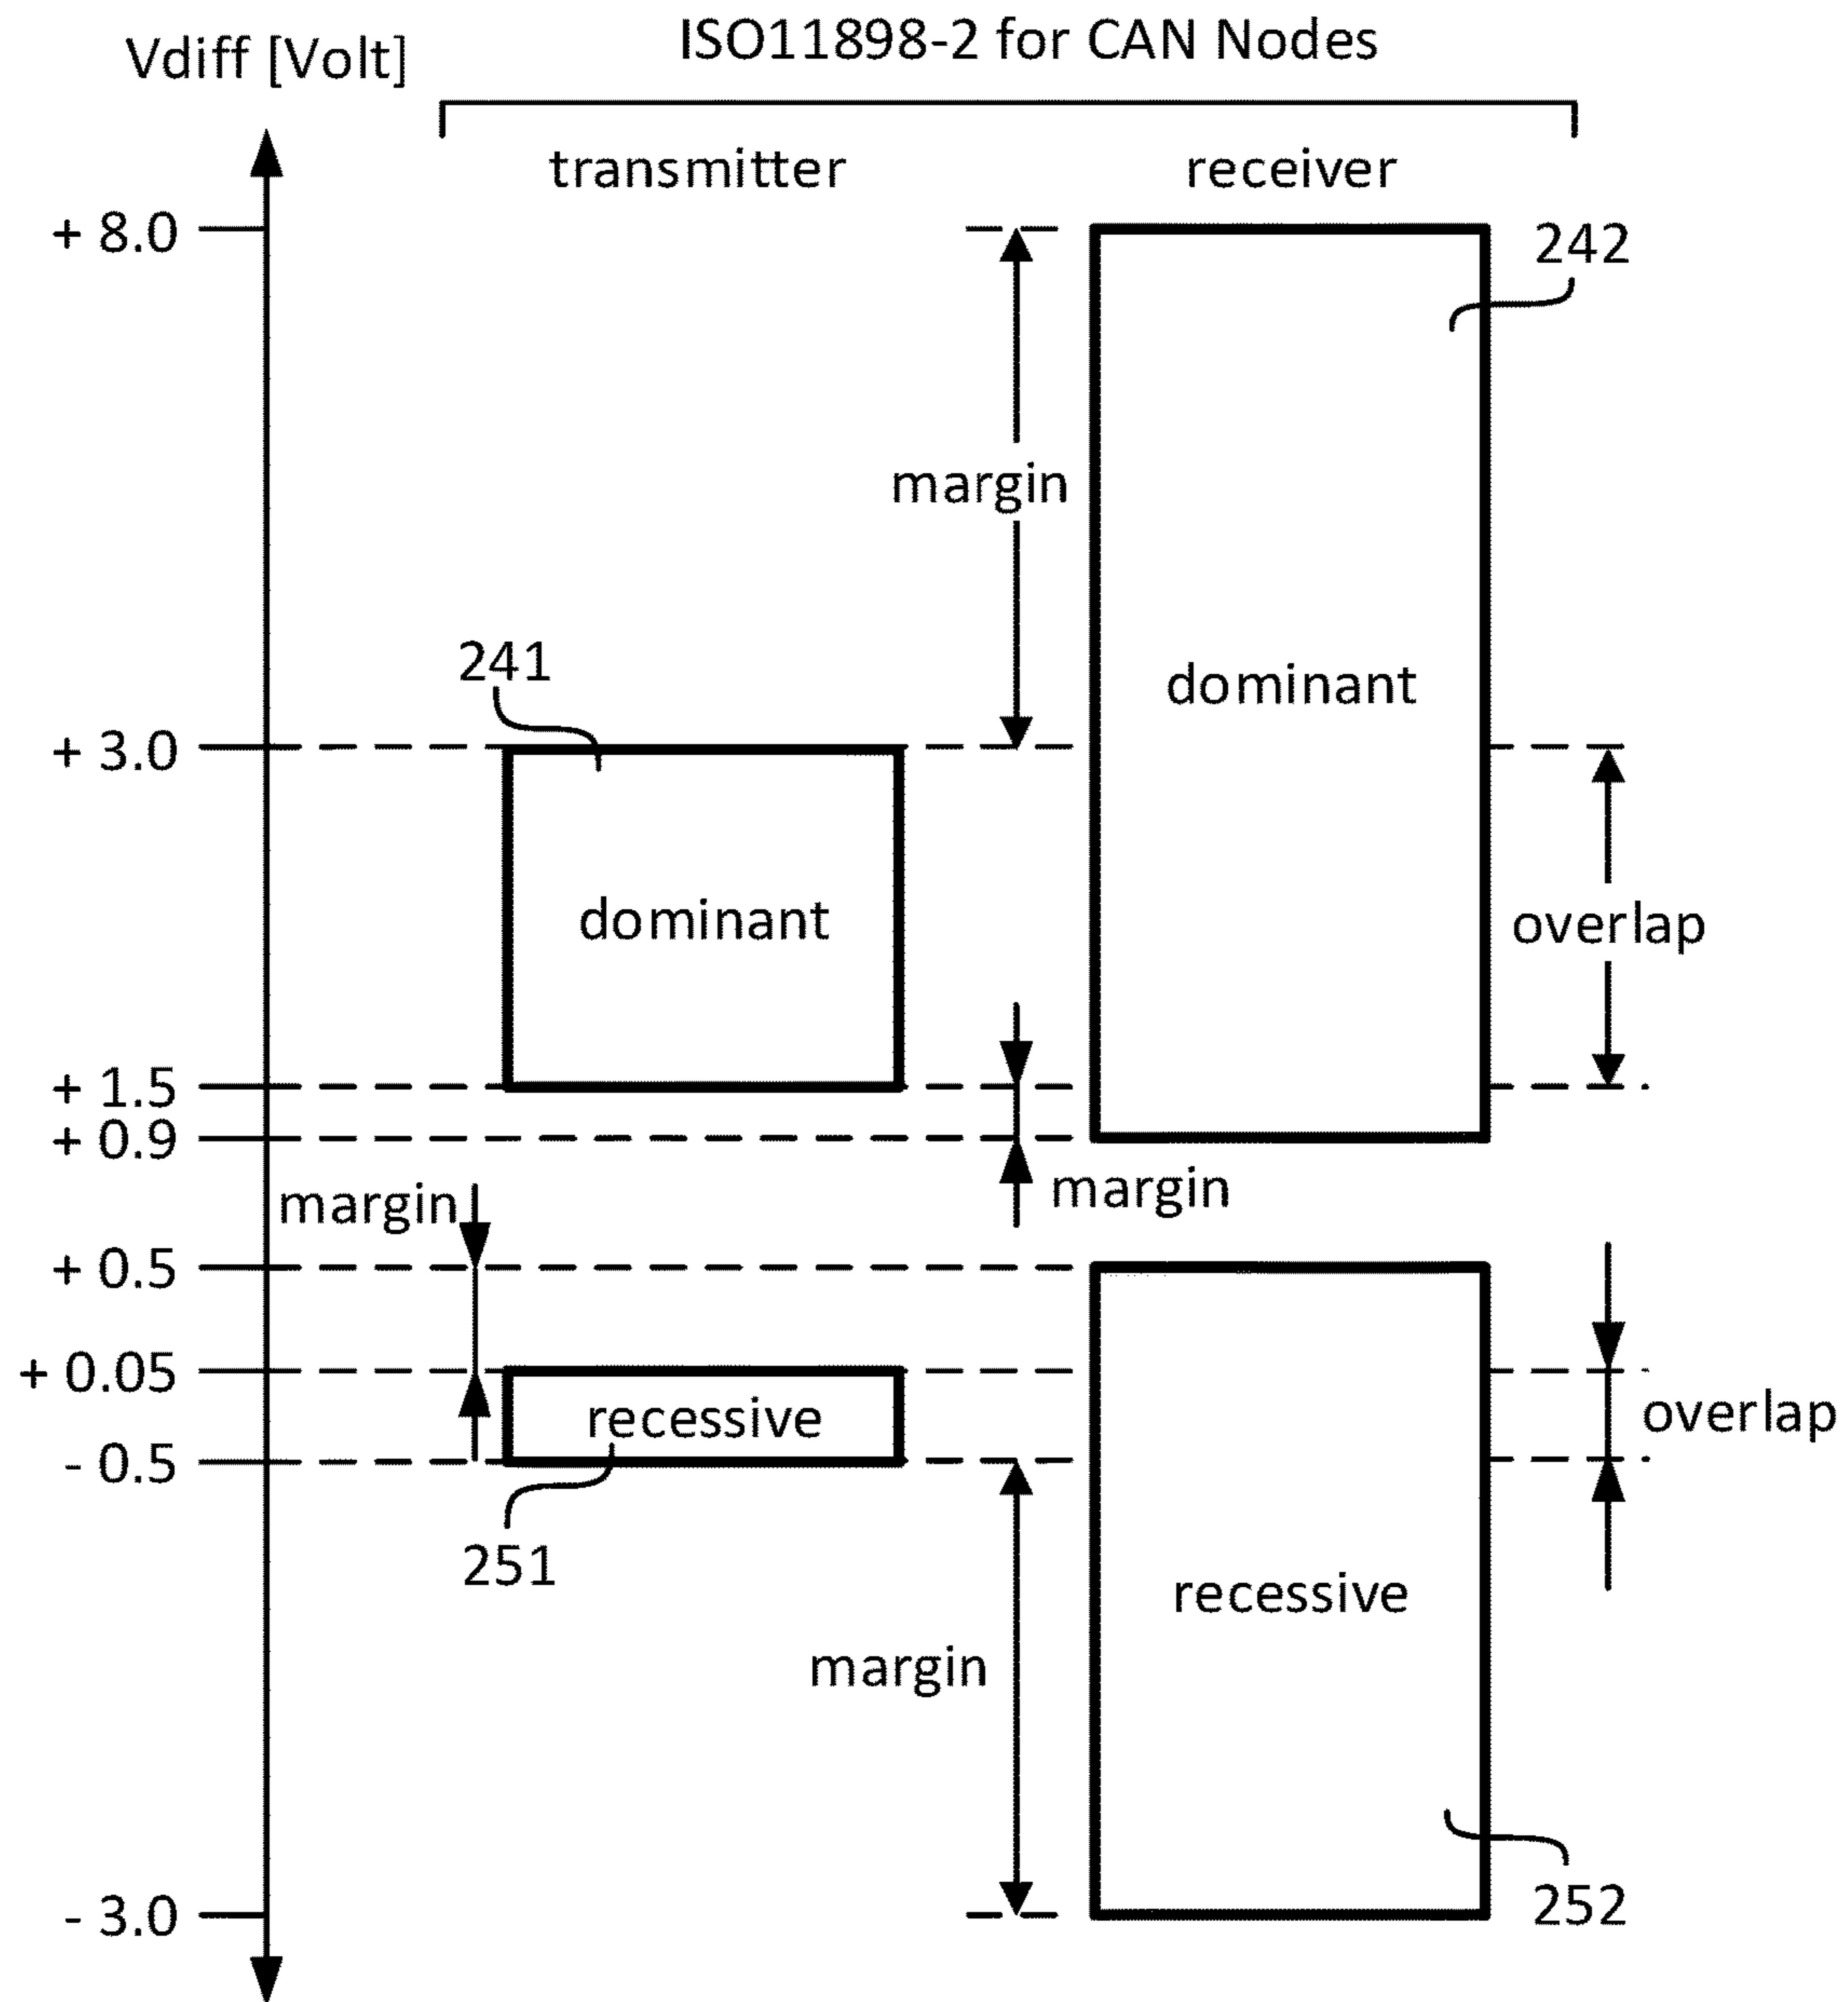 ISO11898-2 for CAN Nodes
Vdiff [Volt]
transmitter
receiver
+ 8.0
242
margin
241
dominant
+ 3.0
dominant
overlap
+ 1.5
+ 0.9
margin
margin
+ 0.5
+ 0.05
recessive
overlap
- 0.5
251
recessive
margin
- 3.0
252